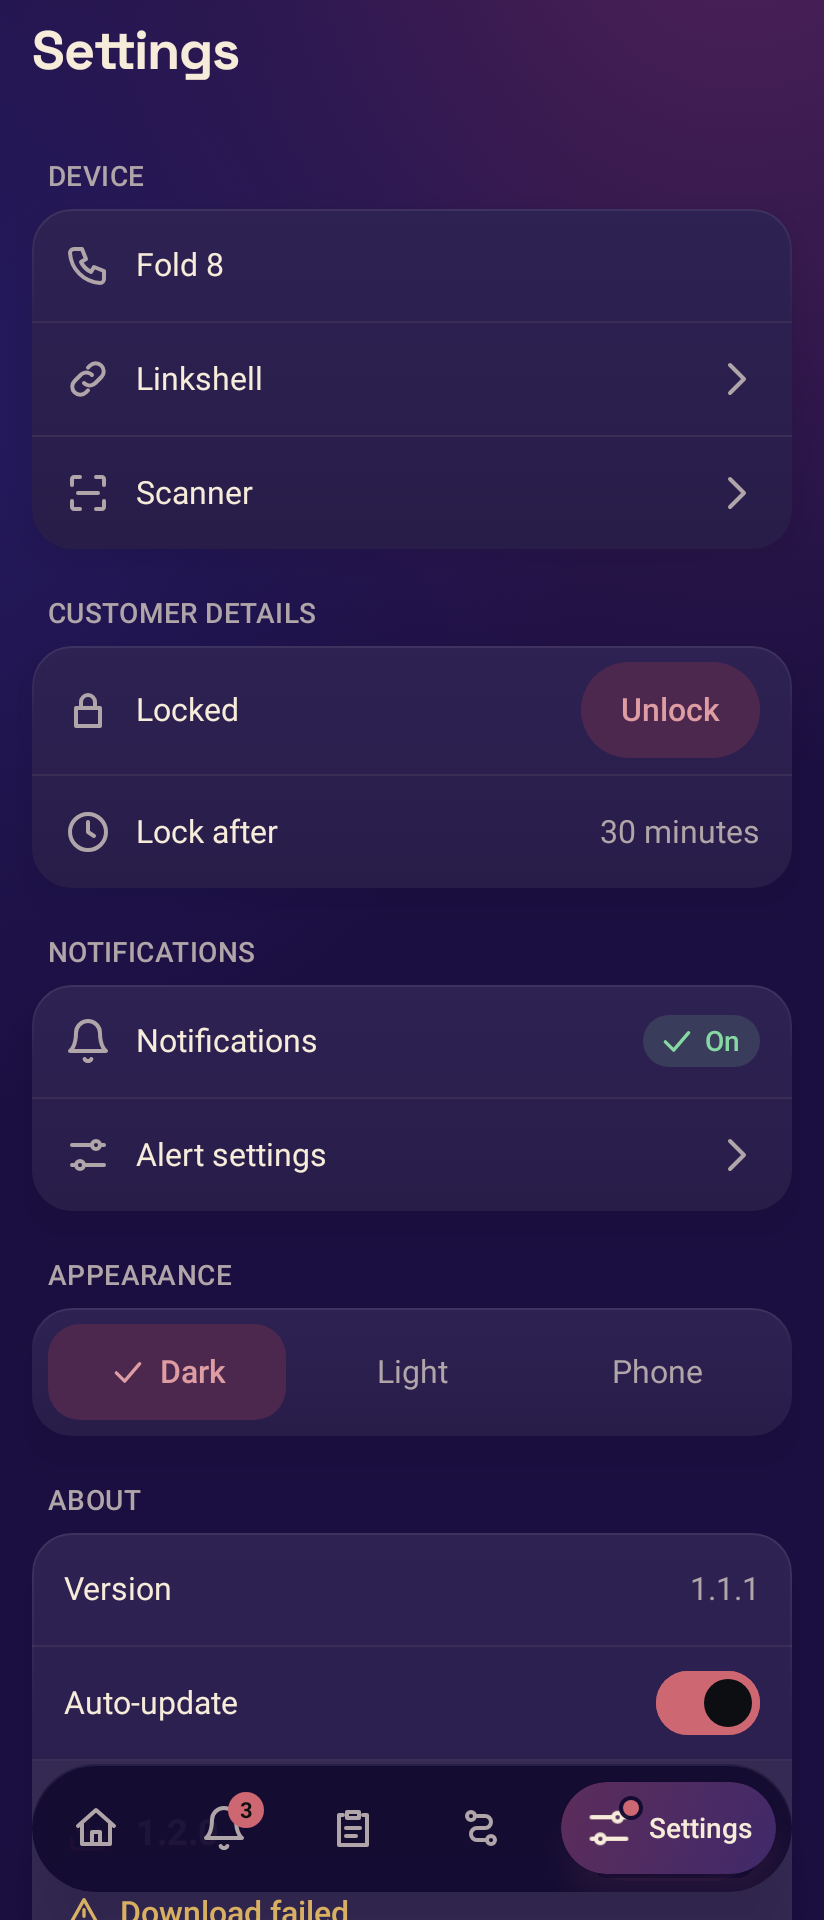 Settings
DEVICE
Fold 8
Linkshell
Scanner
CUSTOMER DETAILS
Locked
Unlock
Lock after
30 minutes
NOTIFICATIONS
Notifications
On
Alert settings
APPEARANCE
Dark
Light
Phone
ABOUT
Version
1.1.1
Auto-update
3
Settings
Download failed